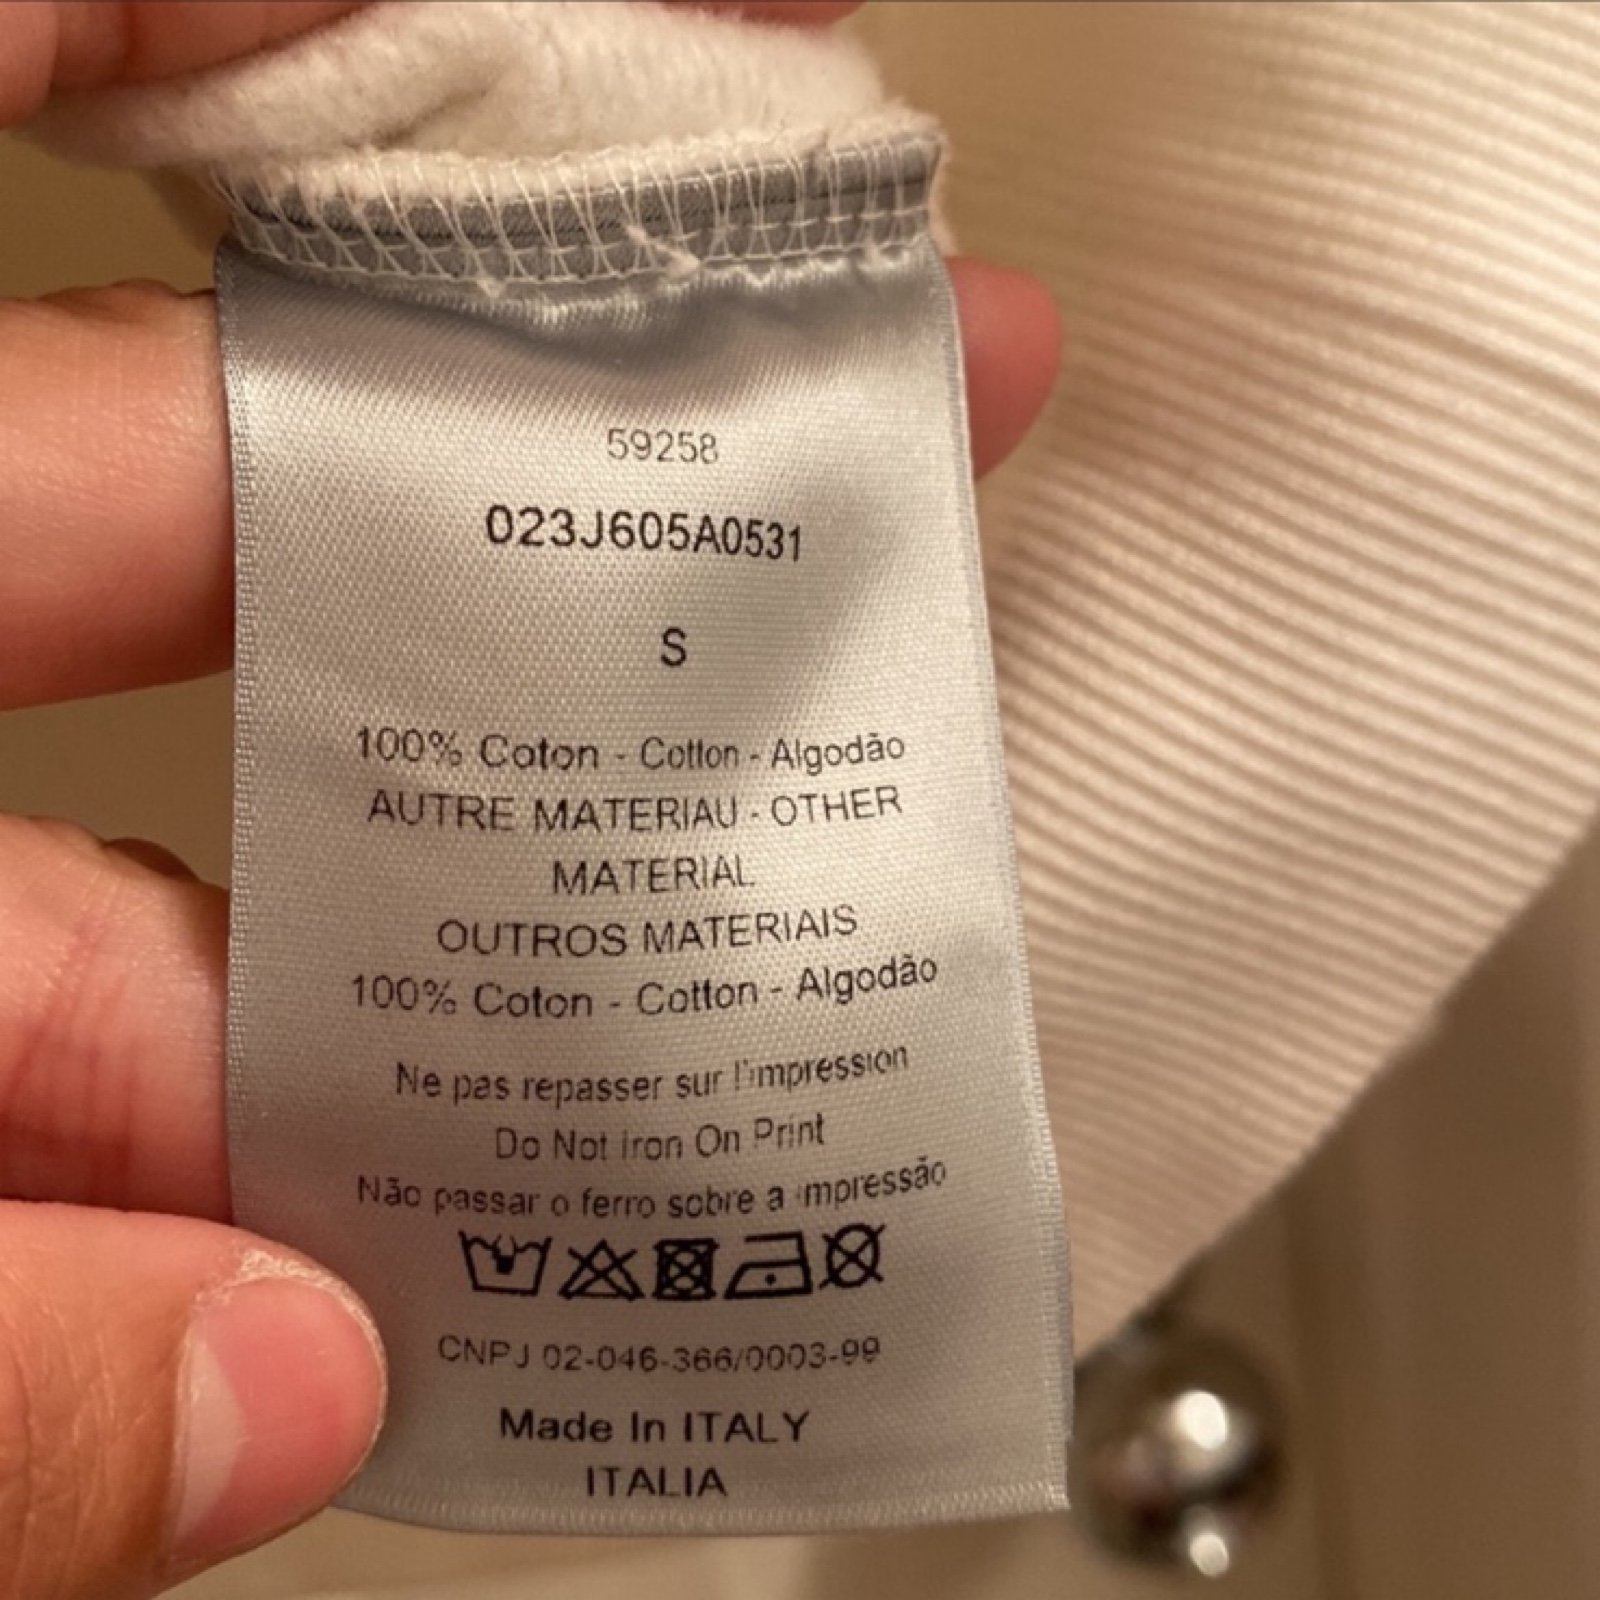 59258
023J605A0531
S
100% Coton - Cotton - Algodão
AUTRE MATERIAU - OTHER
MATERIAL
OUTROS MATERIAIS
100% Coton - Cotton - Algodão
Ne pas repasser sur l'impression
Do Not Iron On Print
Não passar o ferro sobre a impressão
CNPJ 02-046-366/0003-99
Made In ITALY
ITALIA